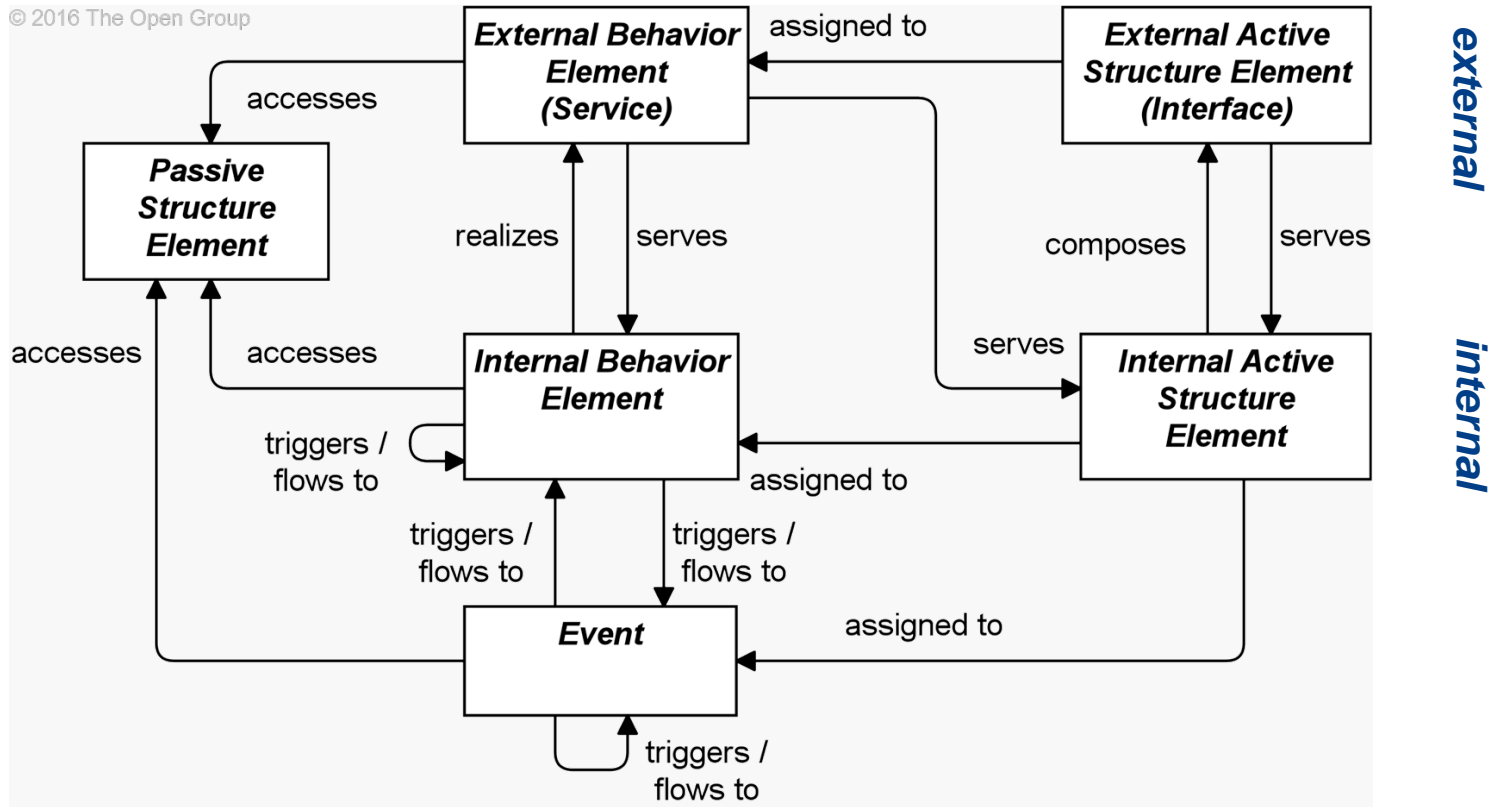 © 2016 The Open Group
External Behavior
Element
(Service)
assigned to
External Active
Structure Element
(Interface)
external
accesses
Passive
Structure
Element
realizes
serves
composes
serves
accesses
accesses
Internal Behavior
Element
serves
Internal Active
Structure
Element
internal
triggers /
flows to
assigned to
triggers /
flows to
triggers /
flows to
Event
assigned to
triggers /
flows to